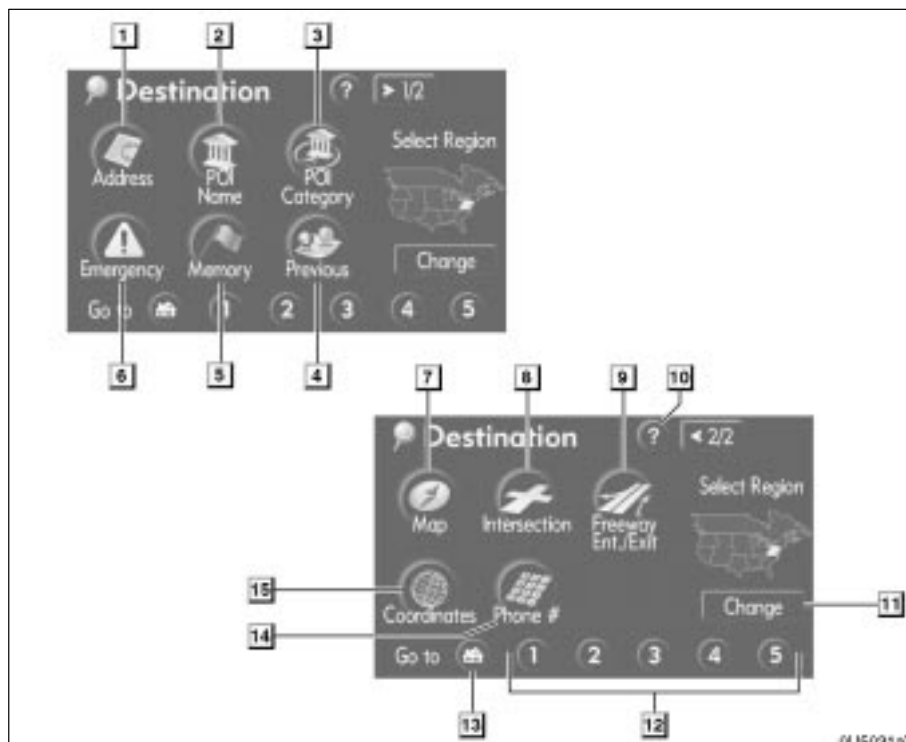 1 2 3
Destination ? 1/2
Select Region
Address POI Name POI Category
Emergency Memory Previous Change
Go to 1 2 3 4 5
6 5 4
7 8 9 10
Destination ? 2/2
Select Region
Map Intersection Freeway Ent./Exit
15
Coordinates Phone # Change 11
14
Go to 1 2 3 4 5
13 12